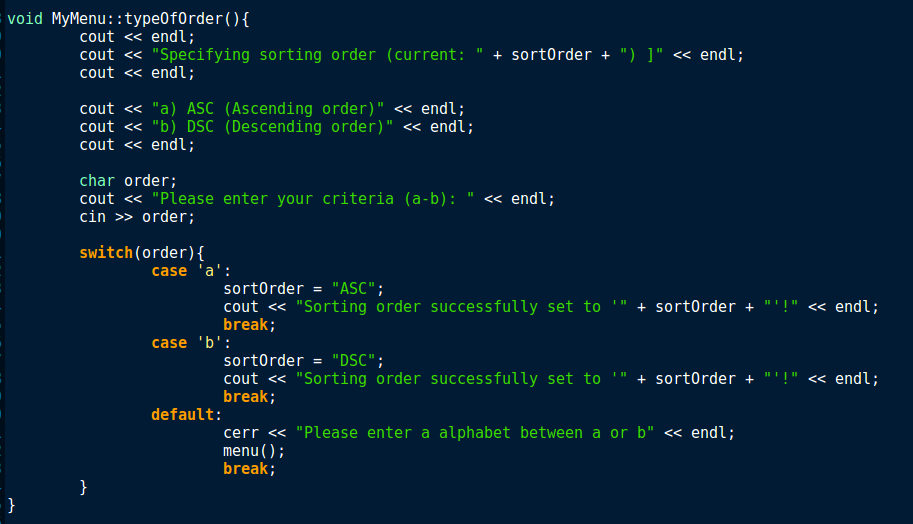 void MyMenu::typeOfOrder(){
cout << endl;
cout << "Specifying sorting order (current: " + sortOrder + ") ]" << endl;
cout << endl;
cout << "a) ASC (Ascending order)" << endl;
cout << "b) DSC (Descending order)" << endl;
cout << endl;
char order;
cout << "Please enter your criteria (a-b): " << endl;
cin >> order;
switch(order){
case 'a':
sortOrder = "ASC";
cout << "Sorting order successfully set to '" + sortOrder + "'!" << endl;
break;
case 'b':
sortOrder = "DSC";
cout << "Sorting order successfully set to '" + sortOrder + "'!" << endl;
break;
default:
cerr << "Please enter a alphabet between a or b" << endl;
menu();
break;
}
}